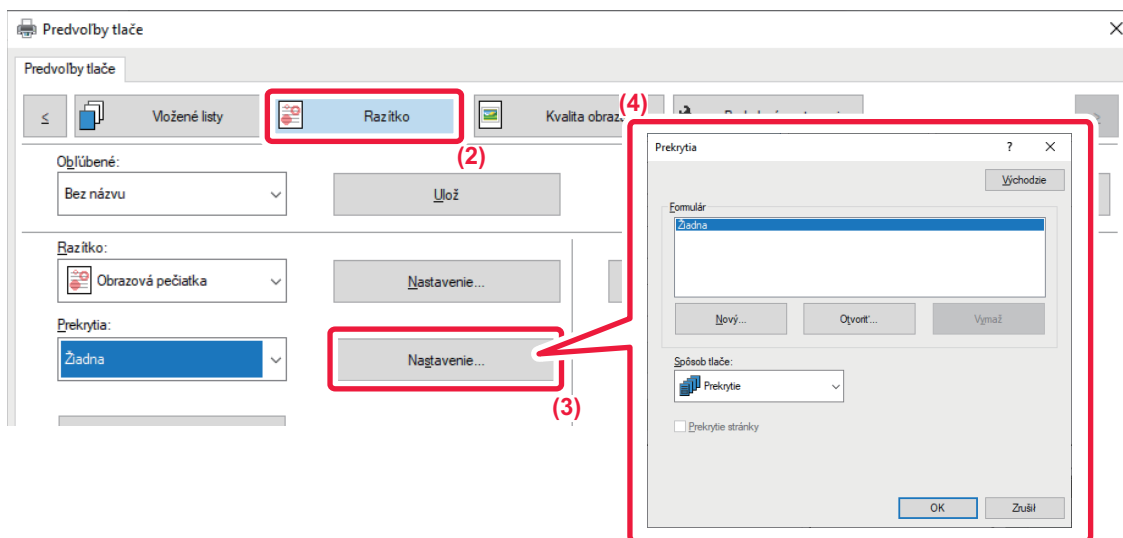 Predvoľby tlače
Predvoľby tlače
<
Vložené listy
Razítko
Kvalita obraz
(4)
(2)
Obľúbené:
Bez názvu
Ulož
Razítko:
Obrazová pečiatka
Nastavenie...
Prekrytia:
Žiadna
Nastavenie...
(3)
Prekrytia
?
Východzie
Formulár
Žiadna
Nový...
Otvoriť...
Vymaž
Spôsob tlače:
Prekrytie
Prekrytie stránky
OK
Zrušiť